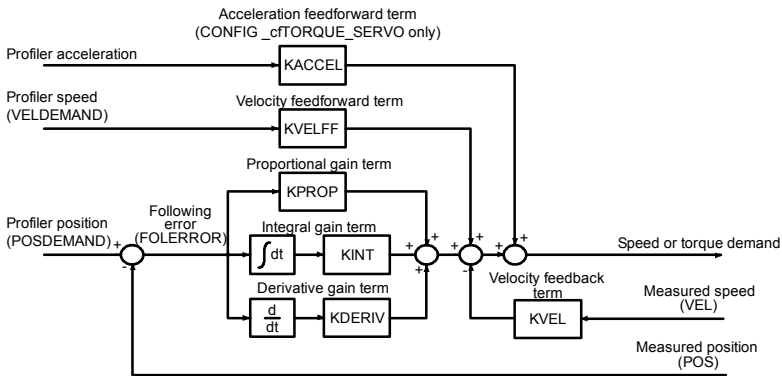 Acceleration feedforward term
(CONFIG _cfTORQUE_SERVO only)
Profiler acceleration
KACCEL
+
Profiler speed
(VELDEMAND)
Velocity feedforward term
KVELFF
+
Proportional gain term
KPROP
+
Profiler position
(POSDEMAND)
+
-
Following
error
(FOLERROR)
Integral gain term
∫dt
KINT
+
+
+
+
Speed or torque demand
Derivative gain term
d
dt
KDERIV
-
Velocity feedback
term
KVEL
Measured speed
(VEL)
Measured position
(POS)